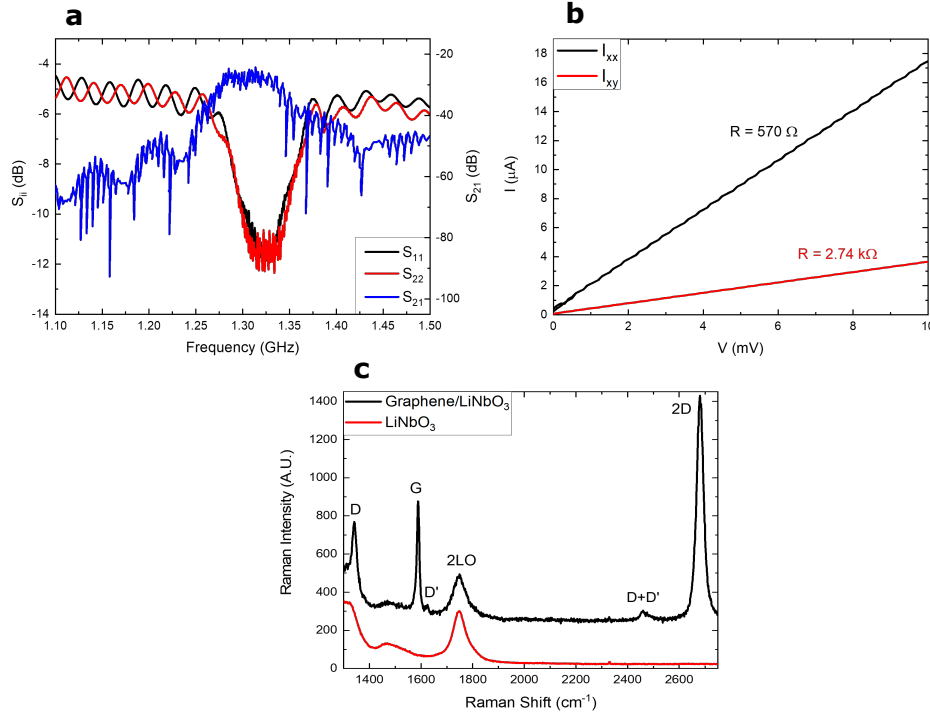 a
-4
-6
-8
-10
-12
-14
S_ii (dB)
-20
-40
-60
-80
-100
S_21 (dB)
S_11
S_22
S_21
1.10 1.15 1.20 1.25 1.30 1.35 1.40 1.45 1.50
Frequency (GHz)
b
18
16
14
12
10
8
6
4
2
0
I (μA)
I_xx
I_xy
R = 570 Ω
R = 2.74 kΩ
0 2 4 6 8 10
V (mV)
c
1400
1200
1000
800
600
400
200
0
Raman Intensity (A.U.)
Graphene/LiNbO₃
LiNbO₃
D
G
D'
2LO
D+D'
2D
1400 1600 1800 2000 2200 2400 2600
Raman Shift (cm⁻¹)